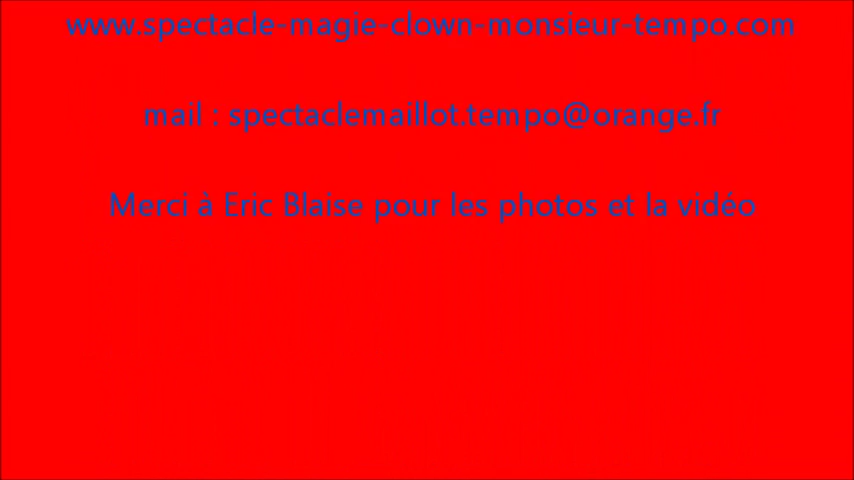 www.spectacle-magie-clown-monsieur-tempo.com
mail : spectaclemaillot.tempo@orange.fr
Merci à Eric Blaise pour les photos et la vidéo